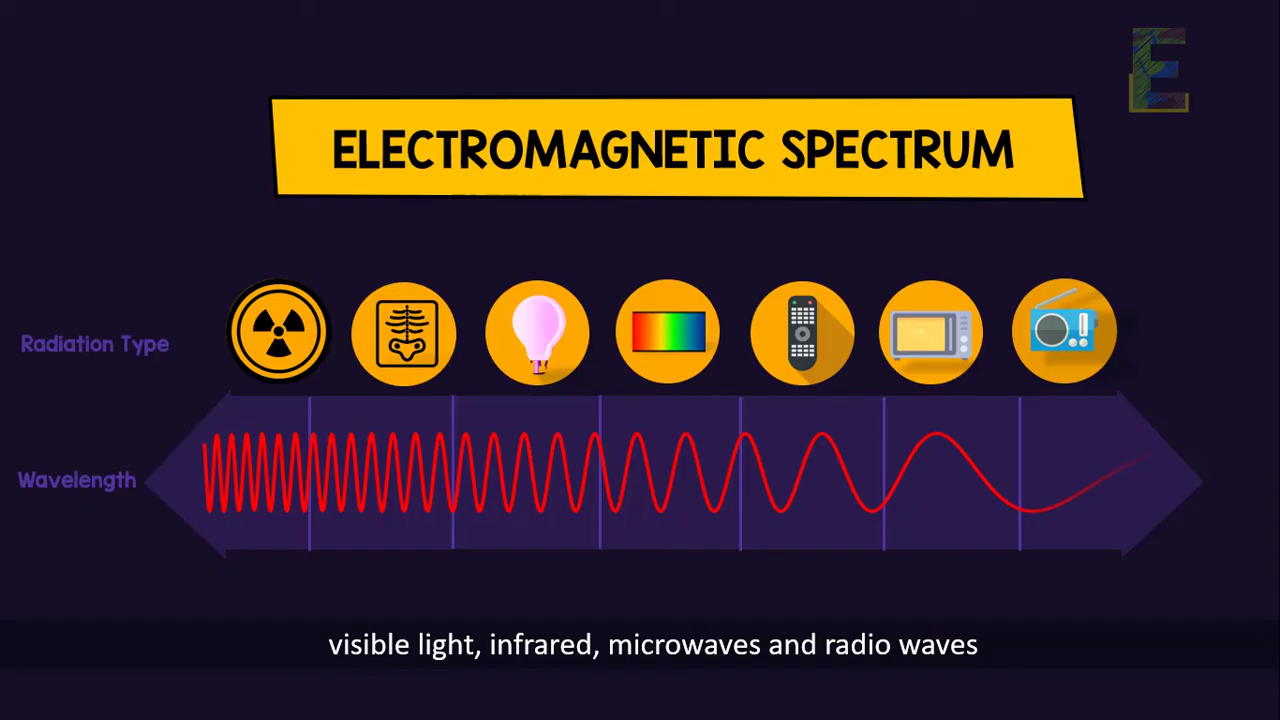 E
ELECTROMAGNETIC SPECTRUM
Radiation Type
Wavelength
visible light, infrared, microwaves and radio waves